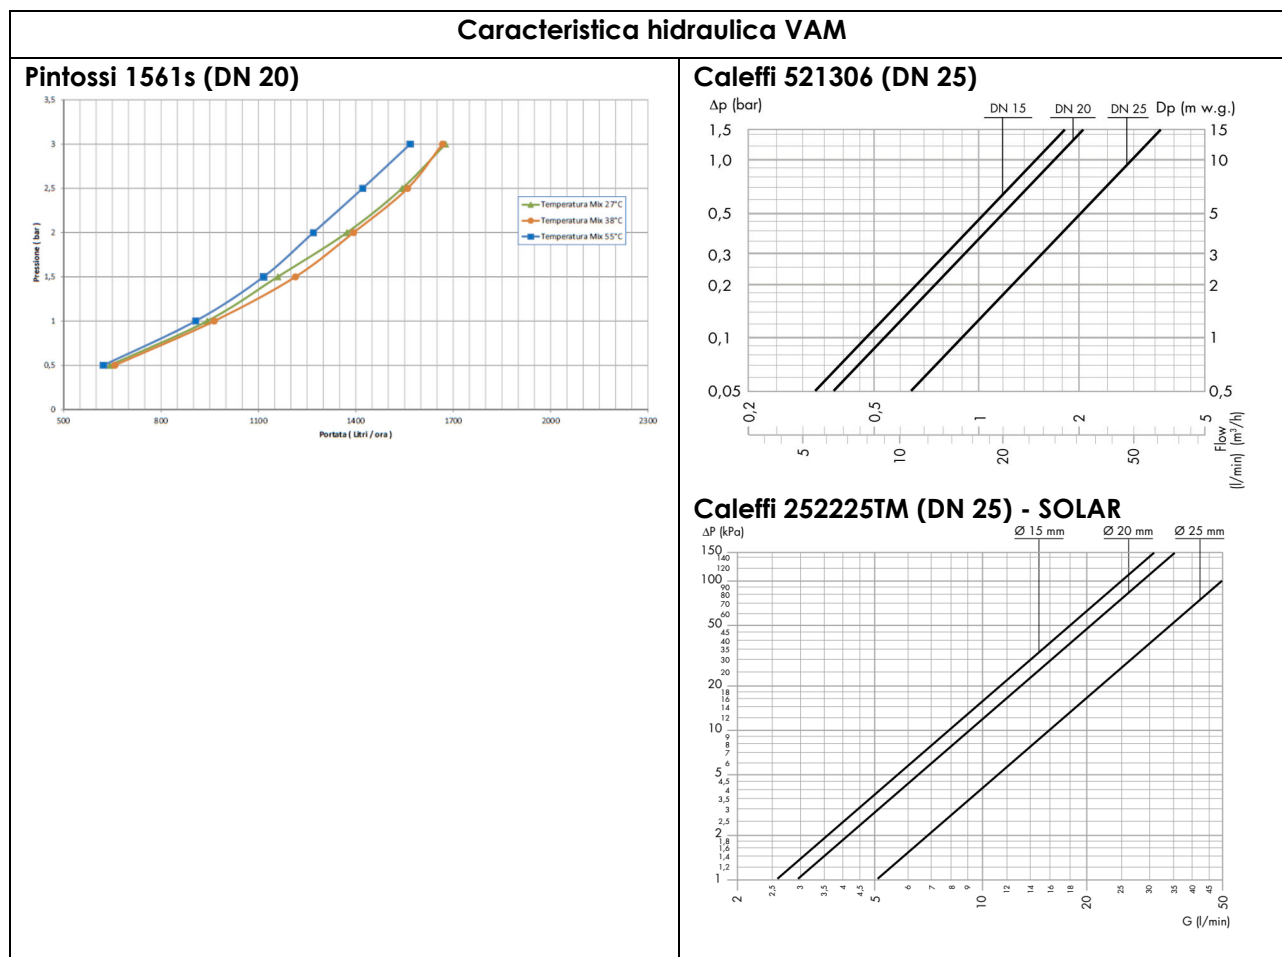 Caracteristica hidraulica VAM
Pintossi 1561s (DN 20)
3,5
3
2,5
2
1,5
1
0,5
0
Pressione ( bar )
500 800 1100 1400 1700 2000 2300
Portata ( Litri / ora )
Temperatura Mix 27°C
Temperatura Mix 38°C
Temperatura Mix 55°C
Caleffi 521306 (DN 25)
Δp (bar) DN 15 DN 20 DN 25 Dp (m w.g.)
1,5 15
1,0 10
0,5 5
0,3 3
0,2 2
0,1 1
0,05 0,5
0,2 0,5 1 2 5
Flow (m³/h)
5 10 20 50
(l/min)
Caleffi 252225TM (DN 25) - SOLAR
ΔP (kPa) Ø 15 mm Ø 20 mm Ø 25 mm
150
140
120
100
90
80
70
60
50
45
40
35
30
25
20
18
16
14
12
10
9
8
7
6
5
4,5
4
3,5
3
2,5
2
1,8
1,6
1,4
1,2
1
2 2,5 3 3,5 4 4,5 5 6 7 8 9 10 12 14 16 18 20 25 30 35 40 45 50
G (l/min)